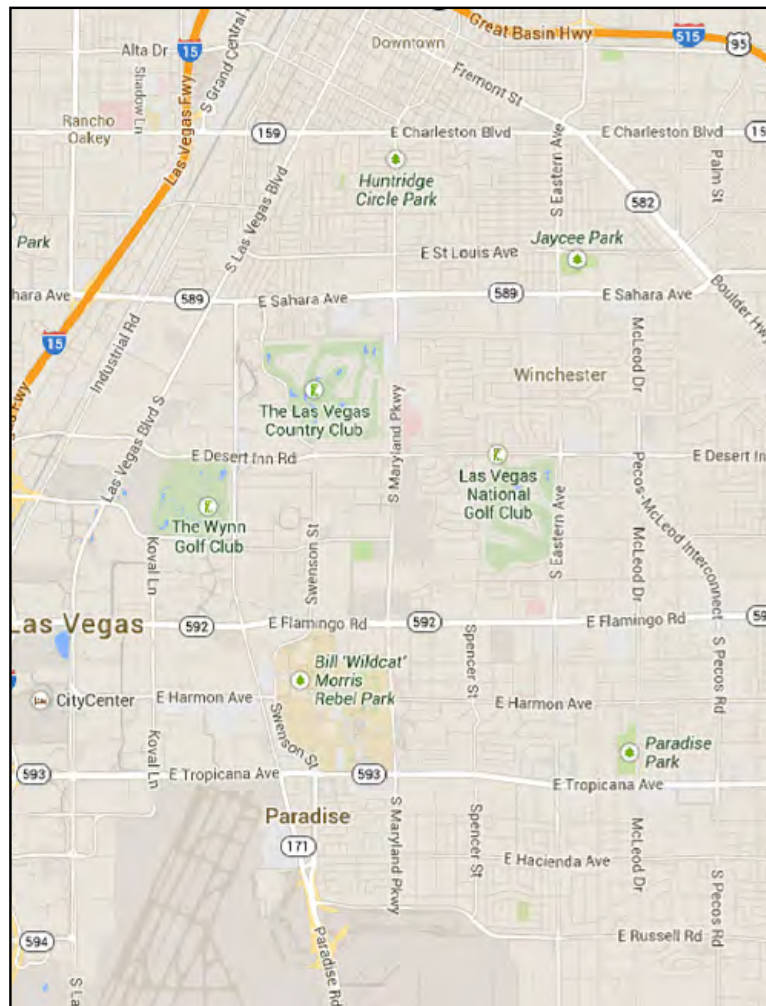 Great Basin Hwy
515
95
Alta Dr
15
Downtown
S Grand Central
Shadow Ln
Fremont St
Las Vegas Fwy
Rancho
Oakey
159
E Charleston Blvd
E Charleston Blvd
15
S Eastern Ave
Palm St
Huntridge
Circle Park
582
S Las Vegas Blvd
Park
E St Louis Ave
Jaycee Park
hara Ave
589
E Sahara Ave
589
E Sahara Ave
Boulder Hw
15
Industrial Rd
McLeod Dr
Winchester
s Fwy
The Las Vegas
Country Club
S Maryland Pkwy
Las Vegas Blvd S
E Desert Inn Rd
E Desert In
Las Vegas
National
Golf Club
Pecos-McLeod Interconnect
S Eastern Ave
The Wynn
Golf Club
Koval Ln
Swenson St
McLeod Dr
Las Vegas
592
E Flamingo Rd
592
E Flamingo Rd
59
Spencer St
S Pecos Rd
Bill 'Wildcat'
Morris
Rebel Park
CityCenter
E Harmon Ave
E Harmon Ave
Swenson St
Koval Ln
Paradise
Park
593
E Tropicana Ave
593
E Tropicana Ave
Paradise
S Maryland Pkwy
Spencer St
McLeod Dr
171
E Hacienda Ave
S Pecos Rd
594
E Russell Rd
Paradise Rd
S La